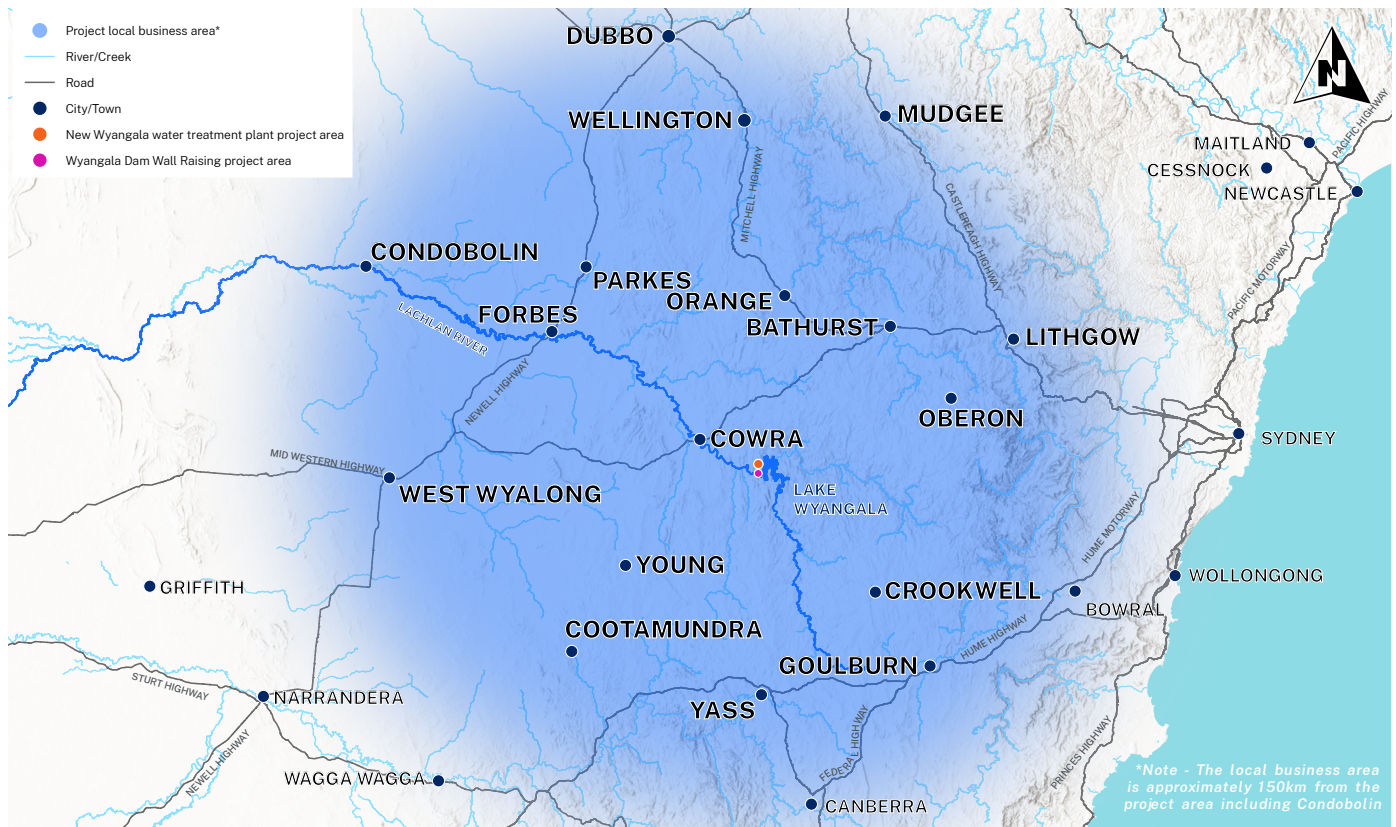 Project local business area*
River/Creek
Road
City/Town
New Wyangala water treatment plant project area
Wyangala Dam Wall Raising project area
N
DUBBO
WELLINGTON
MUDGEE
MAITLAND
CESSNOCK
NEWCASTLE
PACIFIC HIGHWAY
MITCHELL HIGHWAY
CASTLEREAGH HIGHWAY
PACIFIC MOTORWAY
CONDOBOLIN
PARKES
ORANGE
FORBES
BATHURST
LITHGOW
LACHLAN RIVER
NEWELL HIGHWAY
OBERON
COWRA
SYDNEY
MID WESTERN HIGHWAY
WEST WYALONG
LAKE
WYANGALA
HUME MOTORWAY
YOUNG
GRIFFITH
CROOKWELL
WOLLONGONG
BOWRAL
COOTAMUNDRA
HUME HIGHWAY
GOULBURN
STURT HIGHWAY
NARRANDERA
YASS
NEWELL HIGHWAY
FEDERAL HIGHWAY
PRINCES HIGHWAY
WAGGA WAGGA
CANBERRA
*Note - The local business area
is approximately 150km from the
project area including Condobolin